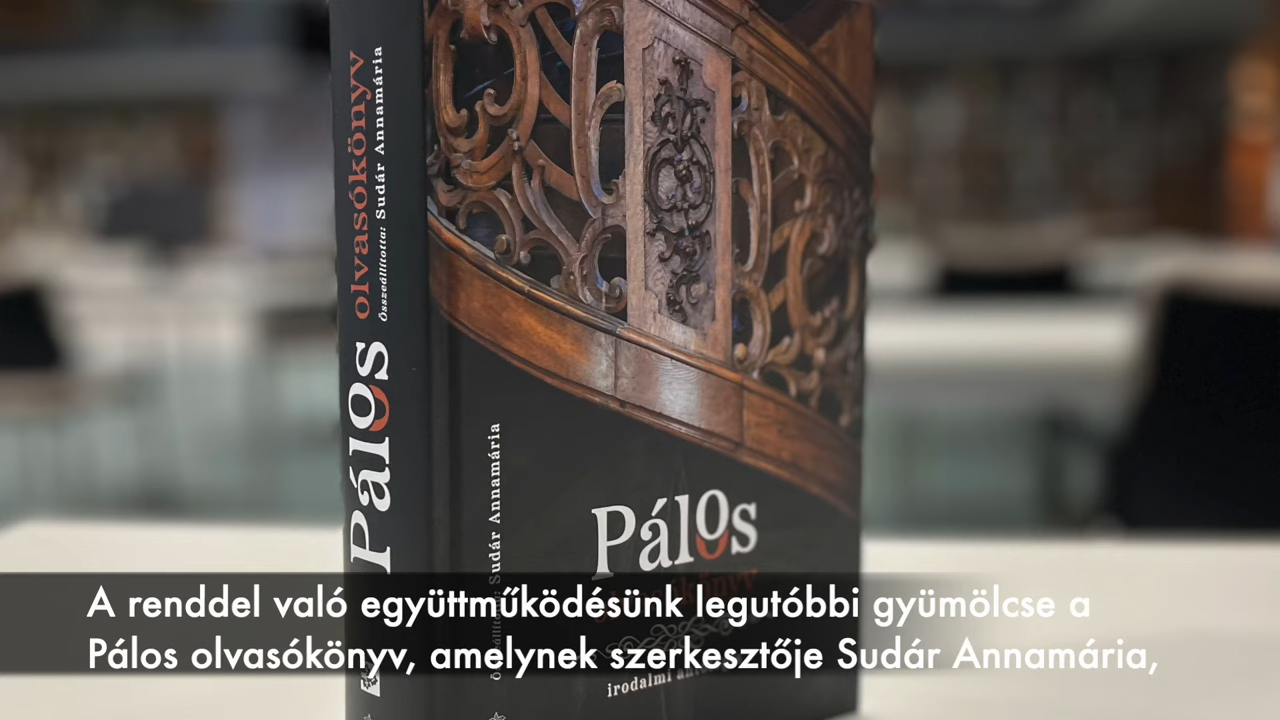 Pálos olvasókönyv
Összeállította: Sudár Annamária
Sudár Annamária
Pálos
irodalmi
A renddel való együttműködésünk legutóbbi gyümölcse a
Pálos olvasókönyv, amelynek szerkesztője Sudár Annamária,